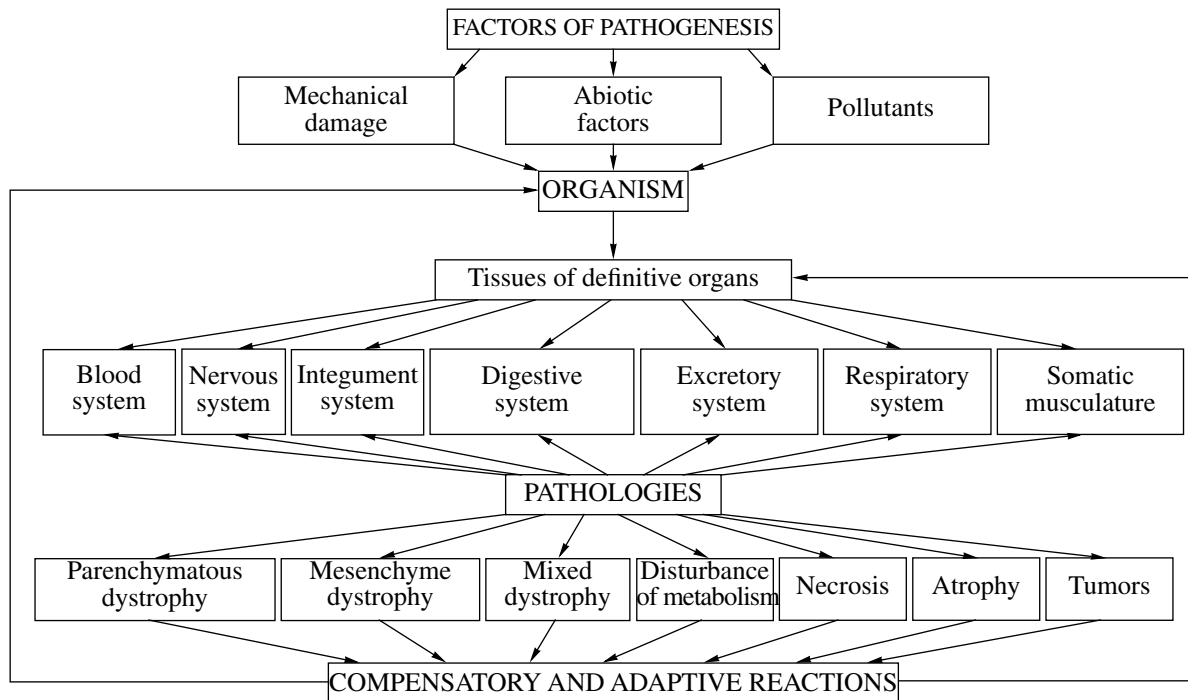 FACTORS OF PATHOGENESIS
Mechanical
damage
Abiotic
factors
Pollutants
ORGANISM
Tissues of definitive organs
Blood
system
Nervous
system
Integument
system
Digestive
system
Excretory
system
Respiratory
system
Somatic
musculature
PATHOLOGIES
Parenchymatous
dystrophy
Mesenchyme
dystrophy
Mixed
dystrophy
Disturbance
of metabolism
Necrosis
Atrophy
Tumors
COMPENSATORY AND ADAPTIVE REACTIONS